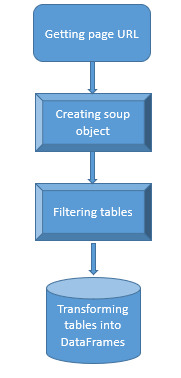 Getting page URL
Creating soup
object
Filtering tables
Transforming
tables into
DataFrames